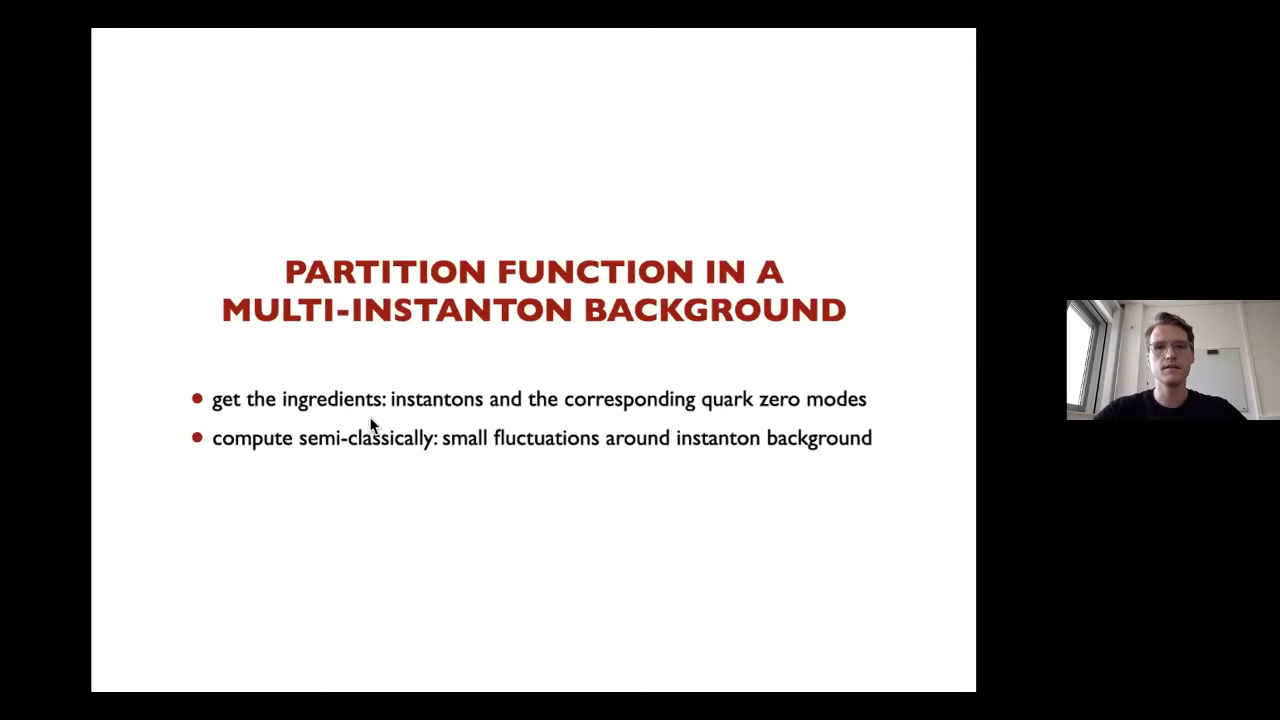 PARTITION FUNCTION IN A
MULTI-INSTANTON BACKGROUND
• get the ingredients: instantons and the corresponding quark zero modes
• compute semi-classically: small fluctuations around instanton background